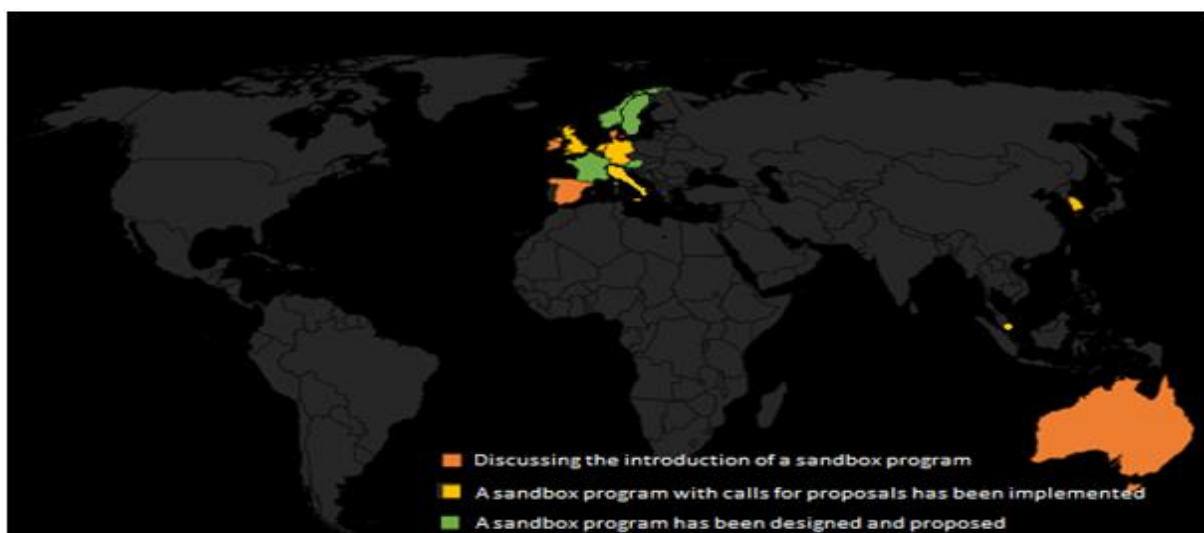 Discussing the introduction of a sandbox program
A sandbox program with calls for proposals has been implemented
A sandbox program has been designed and proposed